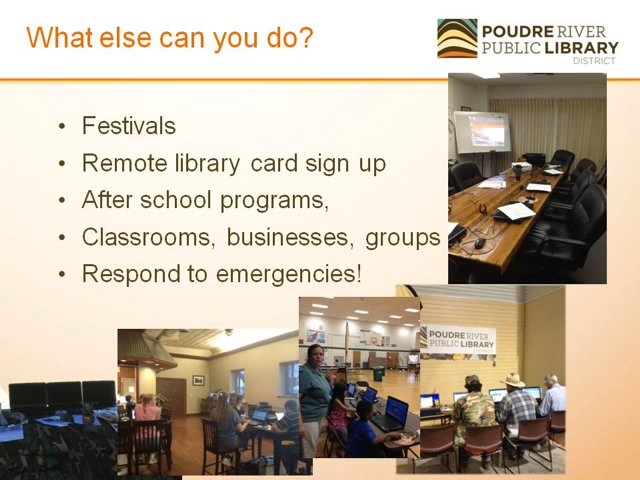 What else can you do?
POUDRE RIVER
PUBLIC LIBRARY
DISTRICT
• Festivals
• Remote library card sign up
• After school programs,
• Classrooms, businesses, groups
• Respond to emergencies!
POUDRE RIVER
PUBLIC LIBRARY